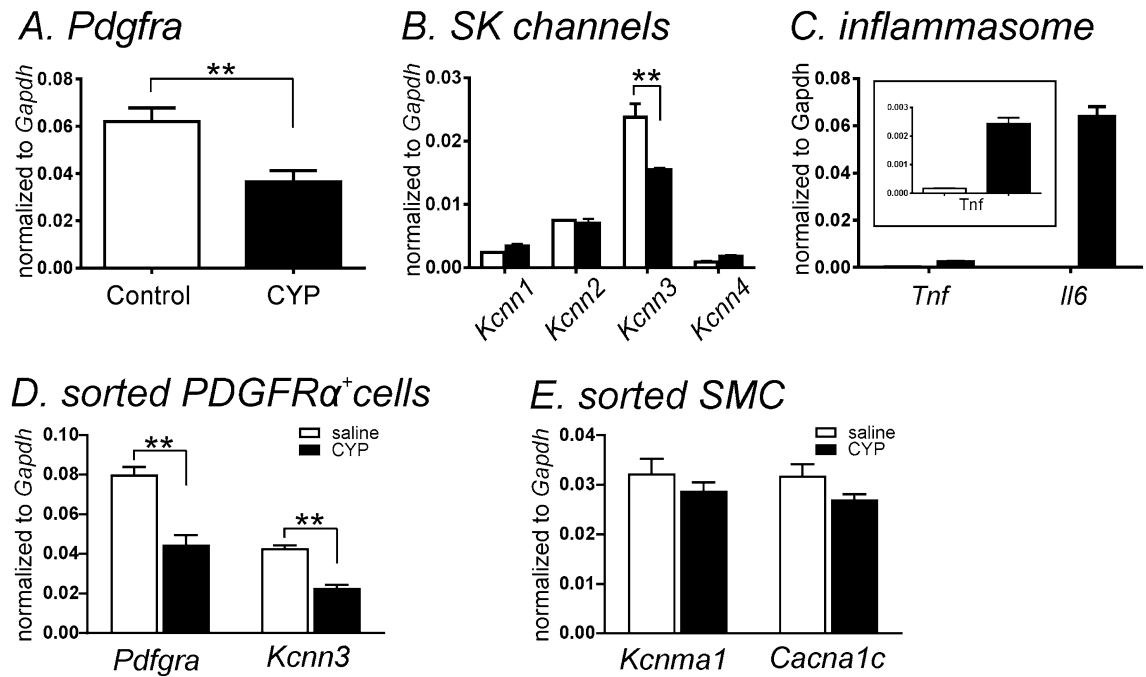 A. Pdgfra
normalized to Gapdh
0.08
0.06
0.04
0.02
0.00
**
Control
CYP
B. SK channels
normalized to Gapdh
0.03
0.02
0.01
0.00
**
Kcnn1
Kcnn2
Kcnn3
Kcnn4
C. inflammasome
normalized to Gapdh
0.08
0.06
0.04
0.02
0.00
0.003
0.002
0.001
0.000
Tnf
Tnf
Il6
D. sorted PDGFRα+cells
normalized to Gapdh
0.10
0.08
0.06
0.04
0.02
0.00
saline
CYP
**
**
Pdfgra
Kcnn3
E. sorted SMC
normalized to Gapdh
0.04
0.03
0.02
0.01
0.00
saline
CYP
Kcnma1
Cacna1c